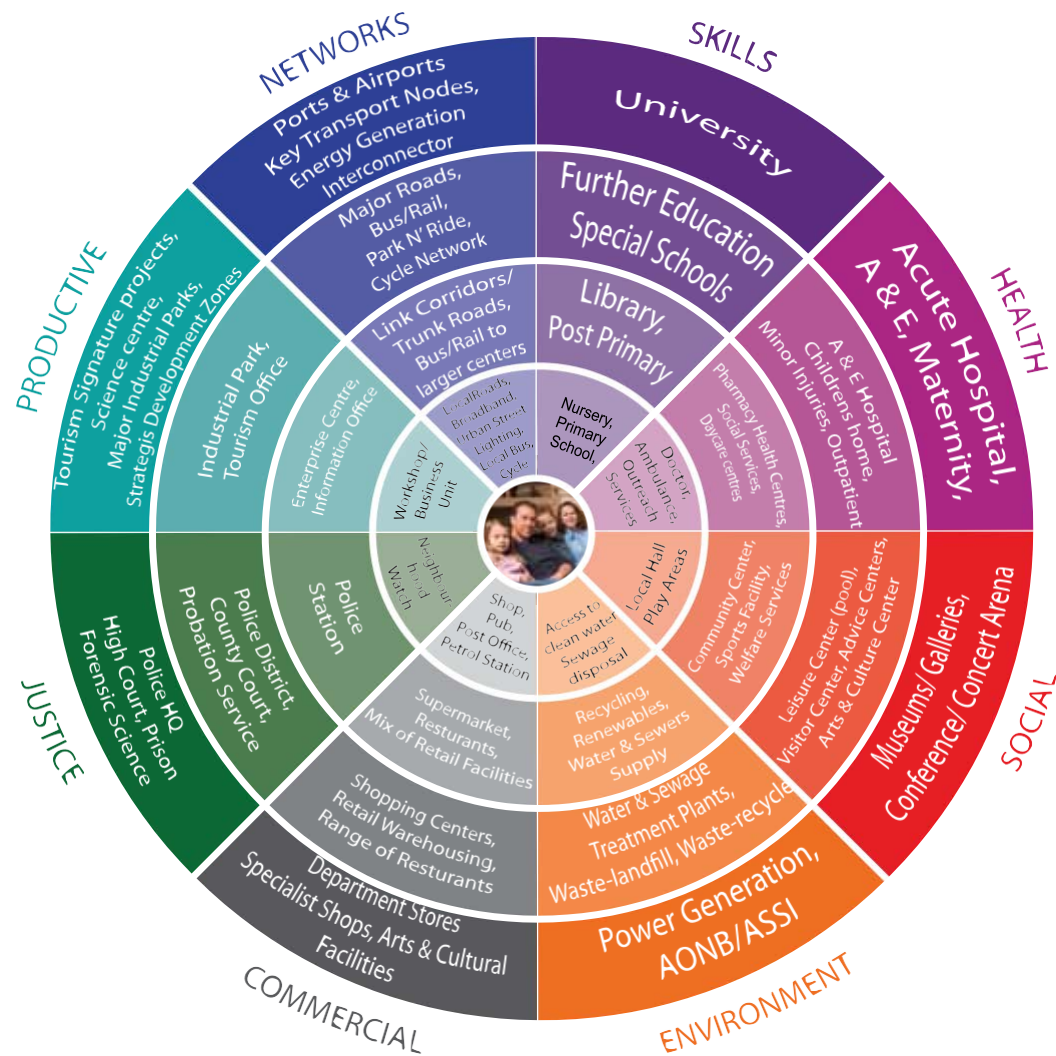 NETWORKS
Ports & Airports
Key Transport Nodes,
Energy Generation
Interconnector
Major Roads,
Bus/Rail,
Park N' Ride,
Cycle Network
Link Corridors/
Trunk Roads,
Bus/Rail to
larger centers
LocalRoads,
Broadband,
Urban Street
Lighting,
Local Bus,
Cycle
SKILLS
University
Further Education
Special Schools
Library,
Post Primary
Nursery,
Primary
School,
HEALTH
Acute Hospital,
A & E, Maternity,
A & E Hospital
Childrens home,
Minor Injuries, Outpatient
Pharmacy Health Centres,
Social Services,
Daycare centres
Doctor,
Ambulance,
Outreach
Services
SOCIAL
Museums/ Galleries,
Conference/ Concert Arena
Leisure Center (pool),
Visitor Center, Advice Centers,
Arts & Culture Center
Community Center,
Sports Facility,
Welfare Services
Local Hall
Play Areas
ENVIRONMENT
Power Generation,
AONB/ASSI
Water & Sewage
Treatment Plants,
Waste-landfill, Waste-recycle
Recycling,
Renewables,
Water & Sewers
Supply
Access to
clean water
Sewage
disposal
COMMERCIAL
Department Stores
Specialist Shops, Arts & Cultural
Facilities
Shopping Centers,
Retail Warehousing,
Range of Resturants
Supermarket,
Resturants,
Mix of Retail Facilities
Shop,
Pub,
Post Office,
Petrol Station
JUSTICE
Police HQ
High Court, Prison
Forensic Science
Police District,
County Court,
Probation Service
Police
Station
Neighbour
hood
Watch
PRODUCTIVE
Tourism Signature projects,
Science centre,
Major Industrial Parks,
Strategis Development Zones
Industrial Park,
Tourism Office
Enterprise Centre,
Information Office
Workshop/
Business
Unit